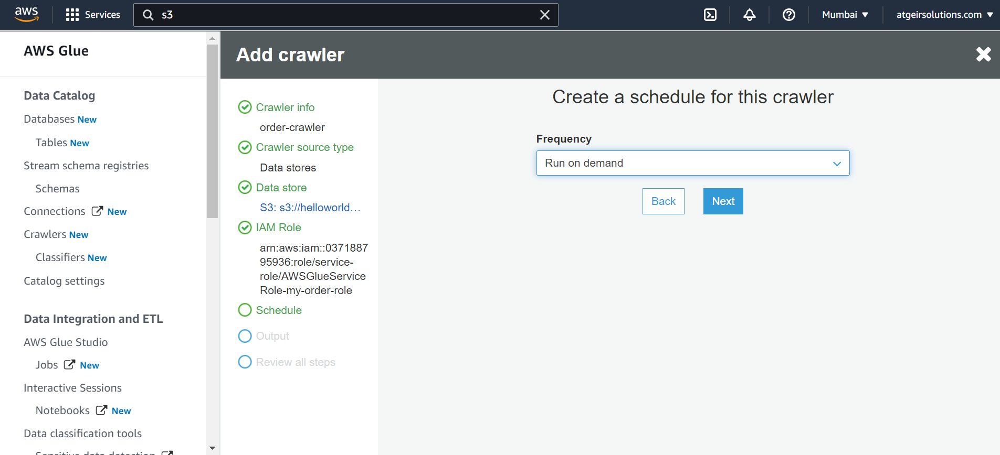 aws
Services
s3
Mumbai
atgeirsolutions.com
AWS Glue
Data Catalog
Databases New
Tables New
Stream schema registries
Schemas
Connections New
Crawlers New
Classifiers New
Catalog settings
Data Integration and ETL
AWS Glue Studio
Jobs New
Interactive Sessions
Notebooks New
Data classification tools
Sensitive data detection
Add crawler
Crawler info
order-crawler
Crawler source type
Data stores
Data store
S3: s3://helloworld…
IAM Role
arn:aws:iam::0371887
95936:role/service-
role/AWSGlueService
Role-my-order-role
Schedule
Output
Review all steps
Create a schedule for this crawler
Frequency
Run on demand
Back
Next